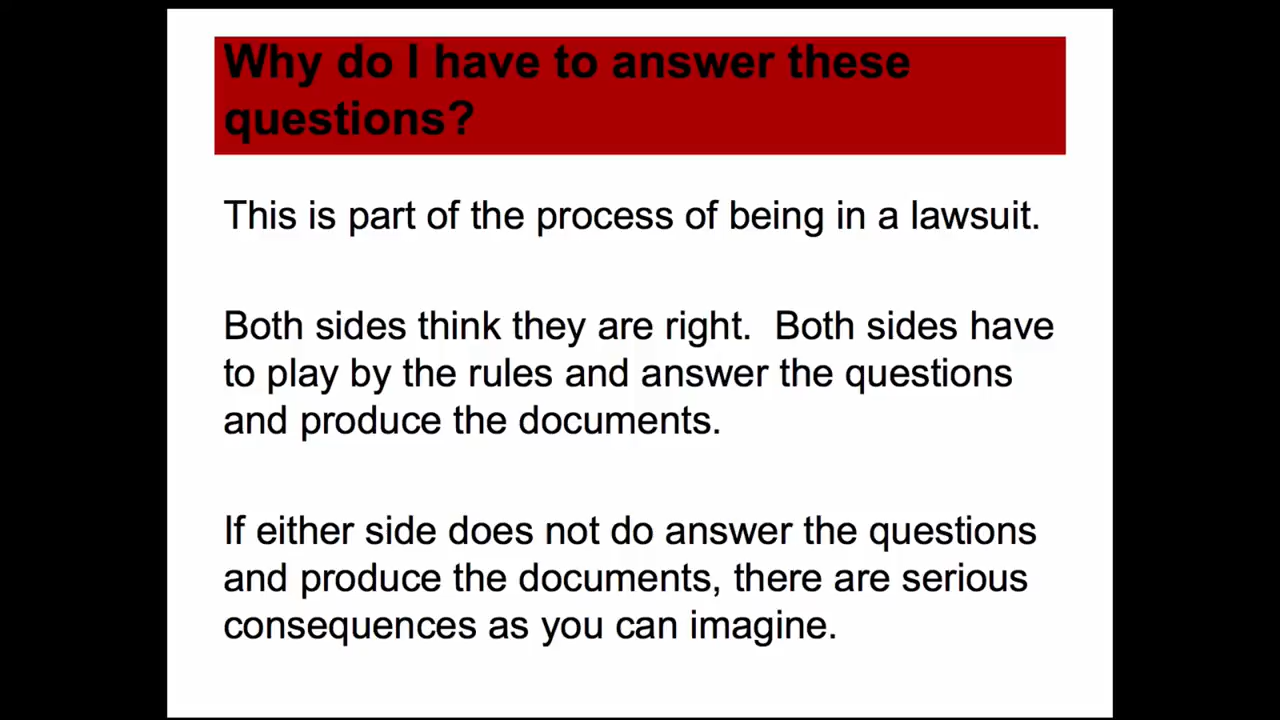 Why do I have to answer these
questions?
This is part of the process of being in a lawsuit.
Both sides think they are right.  Both sides have
to play by the rules and answer the questions
and produce the documents.
If either side does not do answer the questions
and produce the documents, there are serious
consequences as you can imagine.